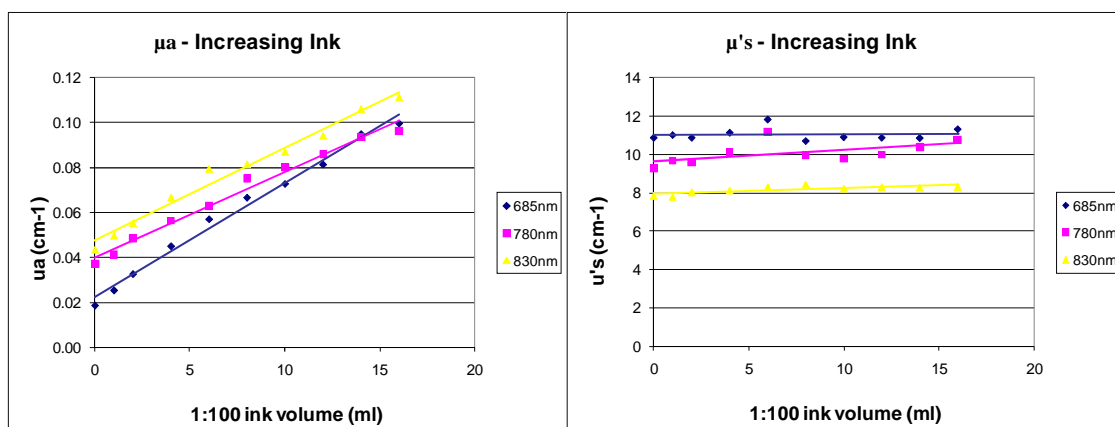 µa - Increasing Ink
0.12
0.10
0.08
0.06
0.04
0.02
0.00
ua (cm-1)
0 5 10 15 20
1:100 ink volume (ml)
685nm
780nm
830nm
µ's - Increasing Ink
14
12
10
8
6
4
2
0
u's (cm-1)
0 5 10 15 20
1:100 ink volume (ml)
685nm
780nm
830nm